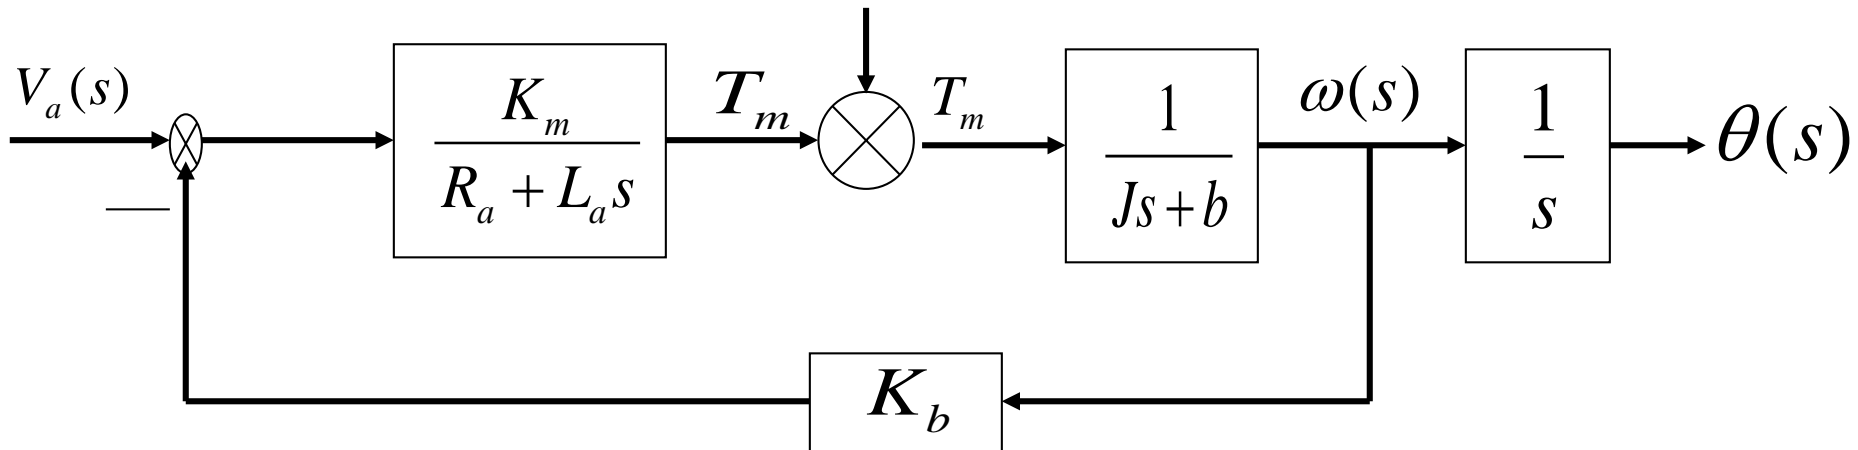 V_a(s)
—
K_m
R_a + L_a s
T_m
T_m
1
Js + b
ω(s)
1
s
θ(s)
K_b